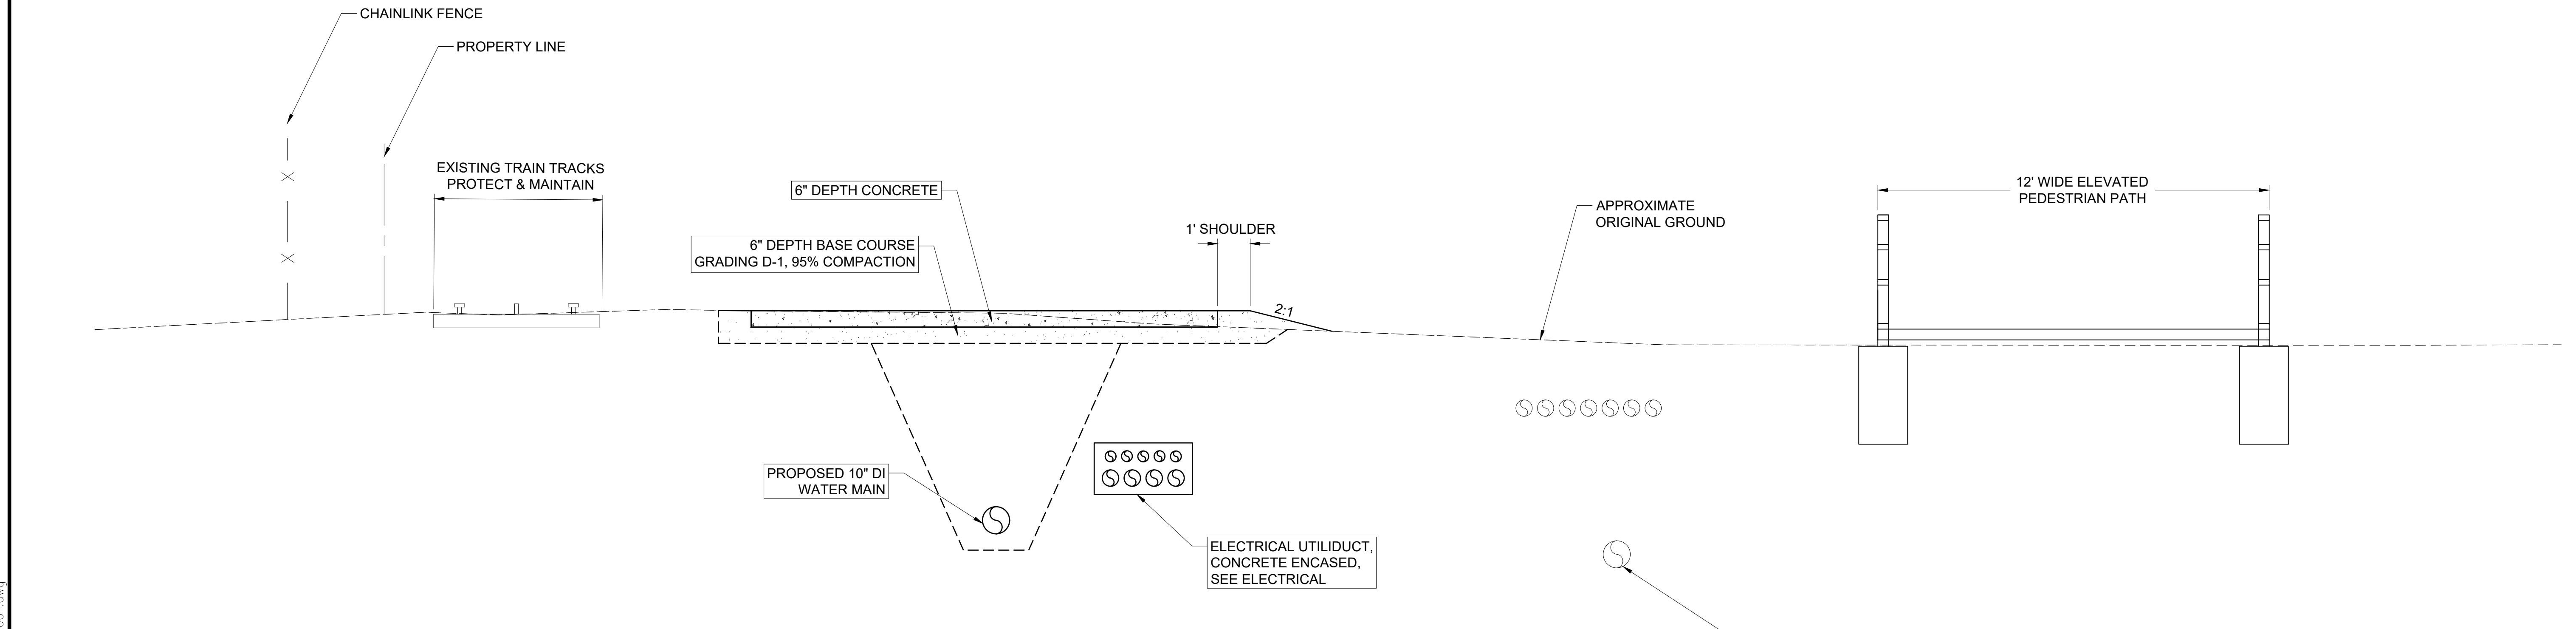 CHAINLINK FENCE
PROPERTY LINE
EXISTING TRAIN TRACKS
PROTECT & MAINTAIN
6" DEPTH CONCRETE
6" DEPTH BASE COURSE
GRADING D-1, 95% COMPACTION
1' SHOULDER
2:1
APPROXIMATE
ORIGINAL GROUND
12' WIDE ELEVATED
PEDESTRIAN PATH
PROPOSED 10" DI
WATER MAIN
ELECTRICAL UTILIDUCT,
CONCRETE ENCASED,
SEE ELECTRICAL